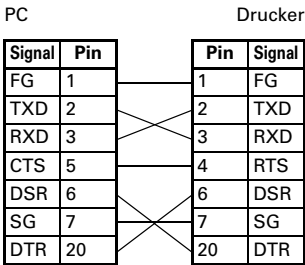 PC Drucker
Signal Pin Pin Signal
FG 1 1 FG
TXD 2 2 TXD
RXD 3 3 RXD
CTS 5 4 RTS
DSR 6 6 DSR
SG 7 7 SG
DTR 20 20 DTR